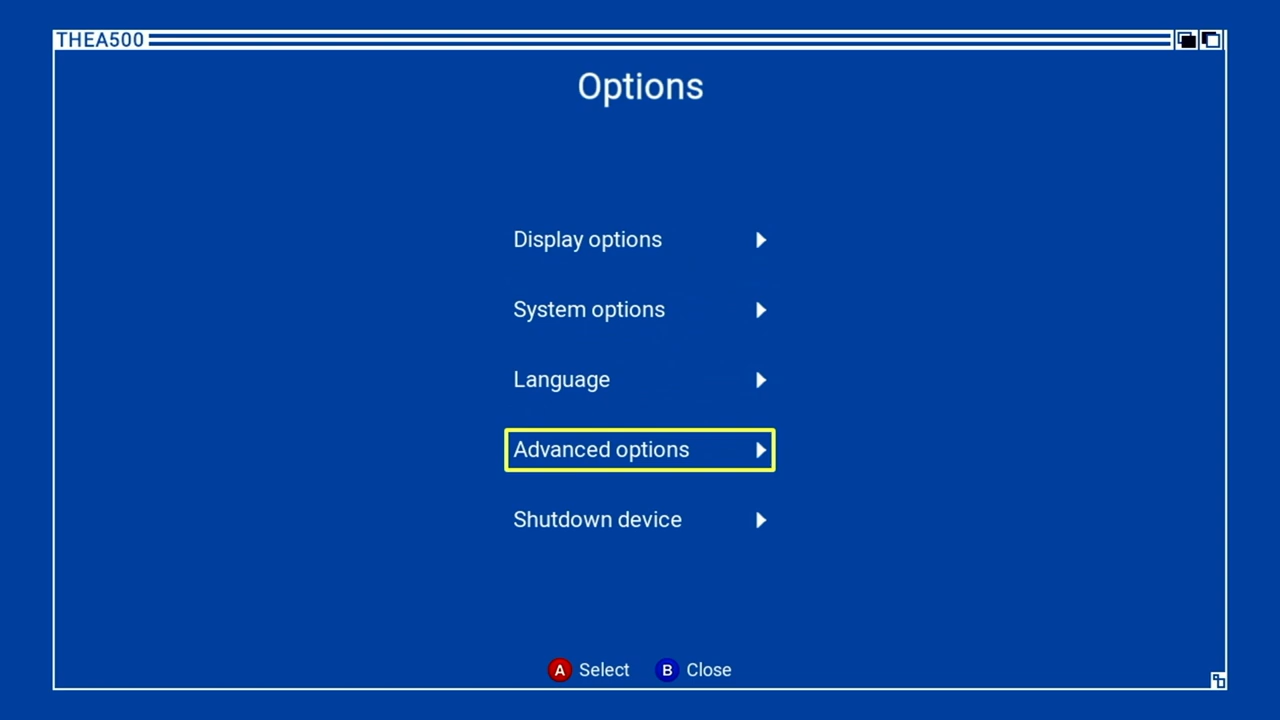 THEA500
Options
Display options
System options
Language
Advanced options
Shutdown device
A Select B Close